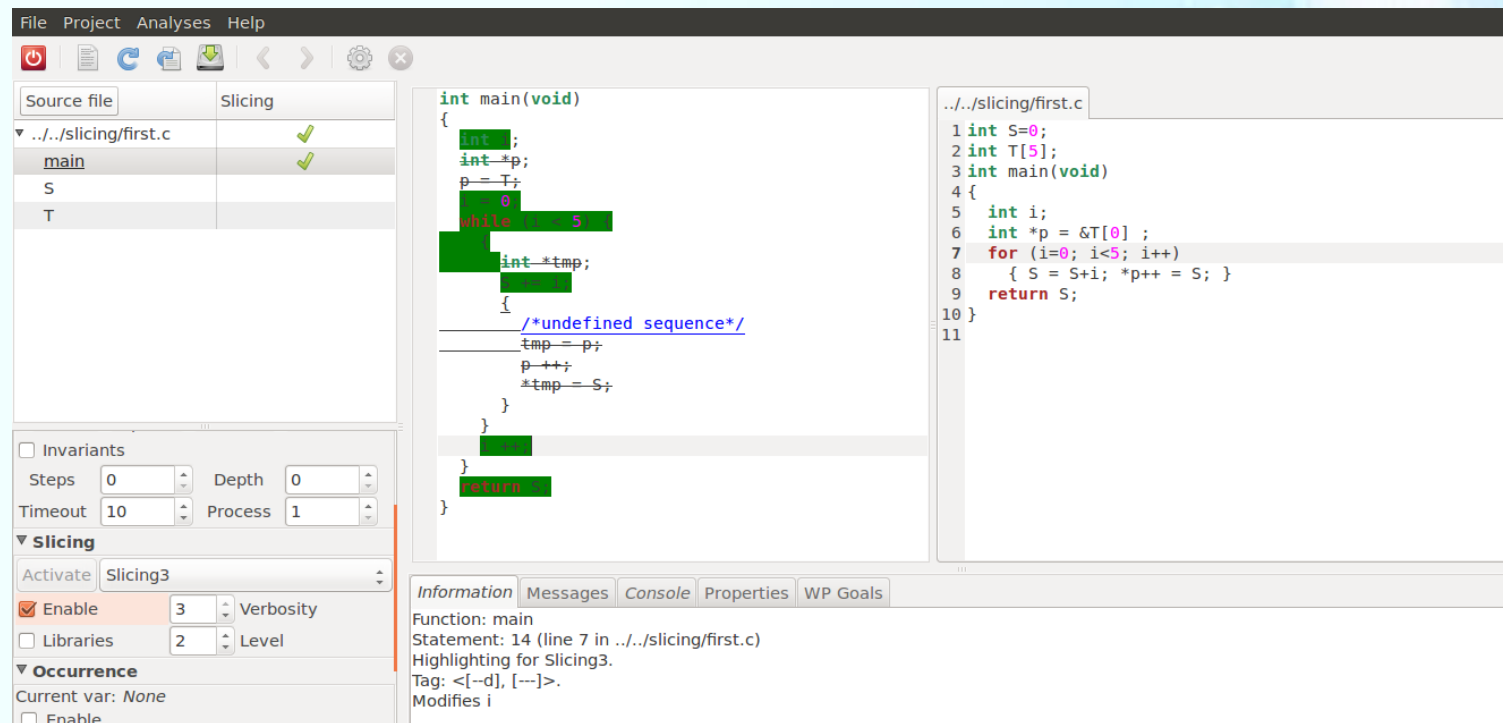 File Project Analyses Help
Source file Slicing
../../slicing/first.c
main
S
T
Invariants
Steps 0 Depth 0
Timeout 10 Process 1
Slicing
Activate Slicing3
Enable 3 Verbosity
Libraries 2 Level
Occurrence
Current var: None
Enable
int main(void)
{
int i;
int *p;
p = T;
i = 0;
while (i < 5) {
{
int *tmp;
S += i;
{
/*undefined sequence*/
tmp = p;
p ++;
*tmp = S;
}
}
i ++;
}
return S;
}
../../slicing/first.c
1 int S=0;
2 int T[5];
3 int main(void)
4 {
5 int i;
6 int *p = &T[0] ;
7 for (i=0; i<5; i++)
8 { S = S+i; *p++ = S; }
9 return S;
10 }
11
Information Messages Console Properties WP Goals
Function: main
Statement: 14 (line 7 in ../../slicing/first.c)
Highlighting for Slicing3.
Tag: <[--d], [---]>.
Modifies i